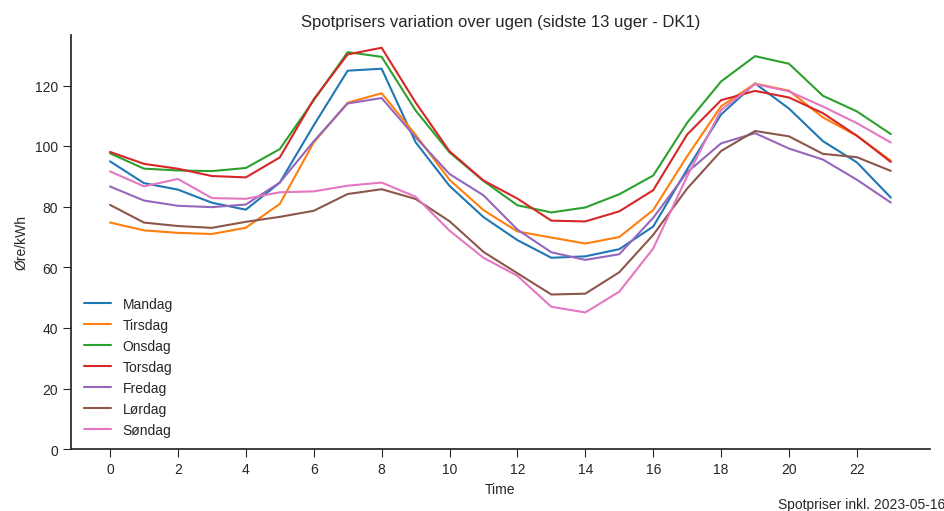 Spotprisers variation over ugen (sidste 13 uger - DK1)
Øre/kWh
120
100
80
60
40
20
0
Mandag
Tirsdag
Onsdag
Torsdag
Fredag
Lørdag
Søndag
0 2 4 6 8 10 12 14 16 18 20 22
Time
Spotpriser inkl. 2023-05-16